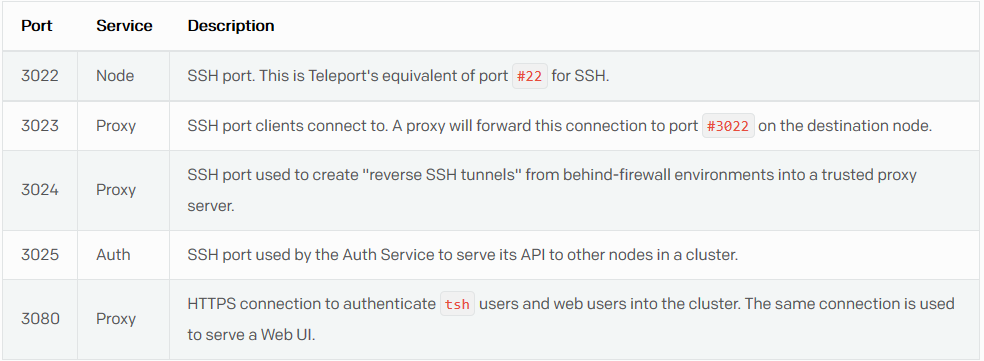 Port Service Description
3022 Node SSH port. This is Teleport's equivalent of port #22 for SSH.
3023 Proxy SSH port clients connect to. A proxy will forward this connection to port #3022 on the destination node.
3024 Proxy SSH port used to create "reverse SSH tunnels" from behind-firewall environments into a trusted proxy
server.
3025 Auth SSH port used by the Auth Service to serve its API to other nodes in a cluster.
3080 Proxy HTTPS connection to authenticate tsh users and web users into the cluster. The same connection is used
to serve a Web UI.